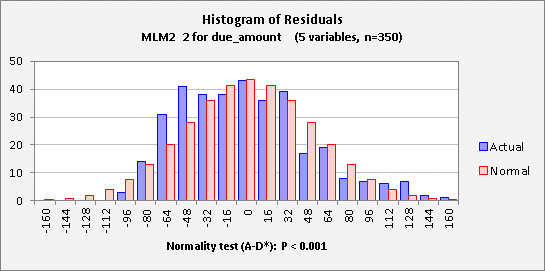 Histogram of Residuals
MLM2 2 for due_amount (5 variables, n=350)
50
40
30
20
10
0
-160 -144 -128 -112 -96 -80 -64 -48 -32 -16 0 16 32 48 64 80 96 112 128 144 160
Actual
Normal
Normality test (A-D*): P < 0.001